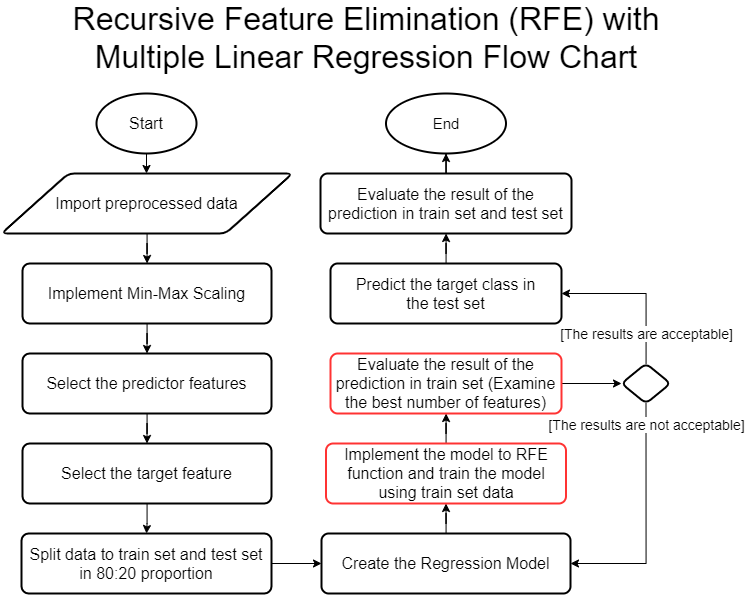 Recursive Feature Elimination (RFE) with
Multiple Linear Regression Flow Chart
Start
Import preprocessed data
Implement Min-Max Scaling
Select the predictor features
Select the target feature
Split data to train set and test set
in 80:20 proportion
Create the Regression Model
Implement the model to RFE
function and train the model
using train set data
Evaluate the result of the
prediction in train set (Examine
the best number of features)
[The results are not acceptable]
[The results are acceptable]
Predict the target class in
the test set
Evaluate the result of the
prediction in train set and test set
End